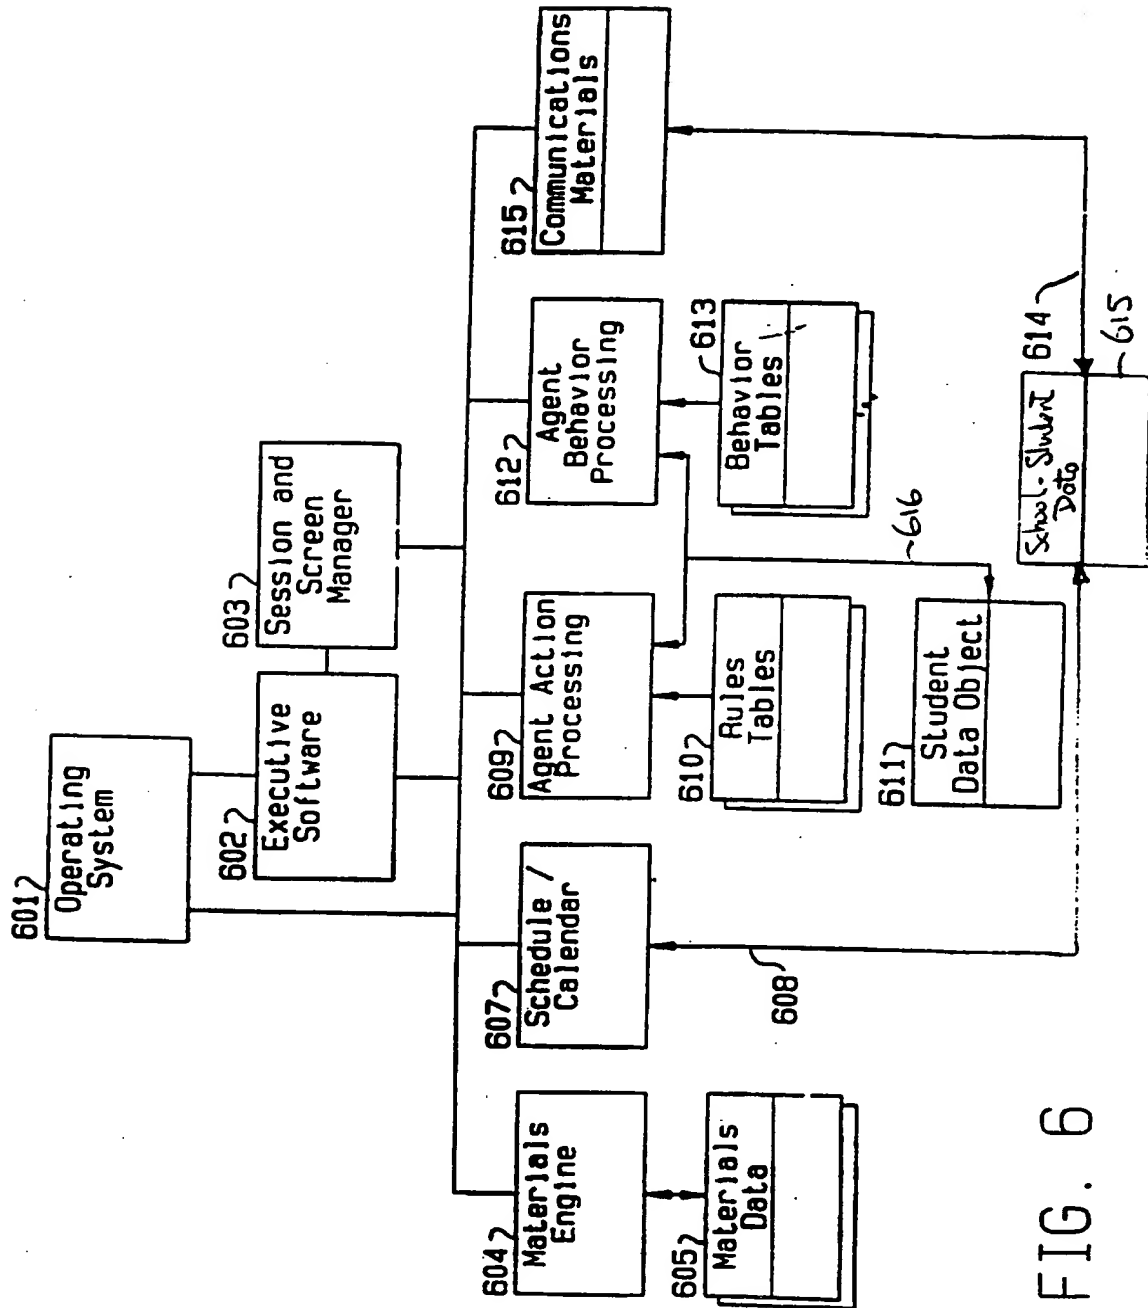 601
Operating
System
602
Executive
Software
603
Session and
Screen
Manager
604
Materials
Engine
607
Schedule /
Calendar
609
Agent Action
Processing
612
Agent
Behavior
Processing
615
Communications
Materials
605
Materials
Data
610
Rules
Tables
613
Behavior
Tables
608
611
Student
Data Object
616
614
School-Student
Data
615
FIG. 6